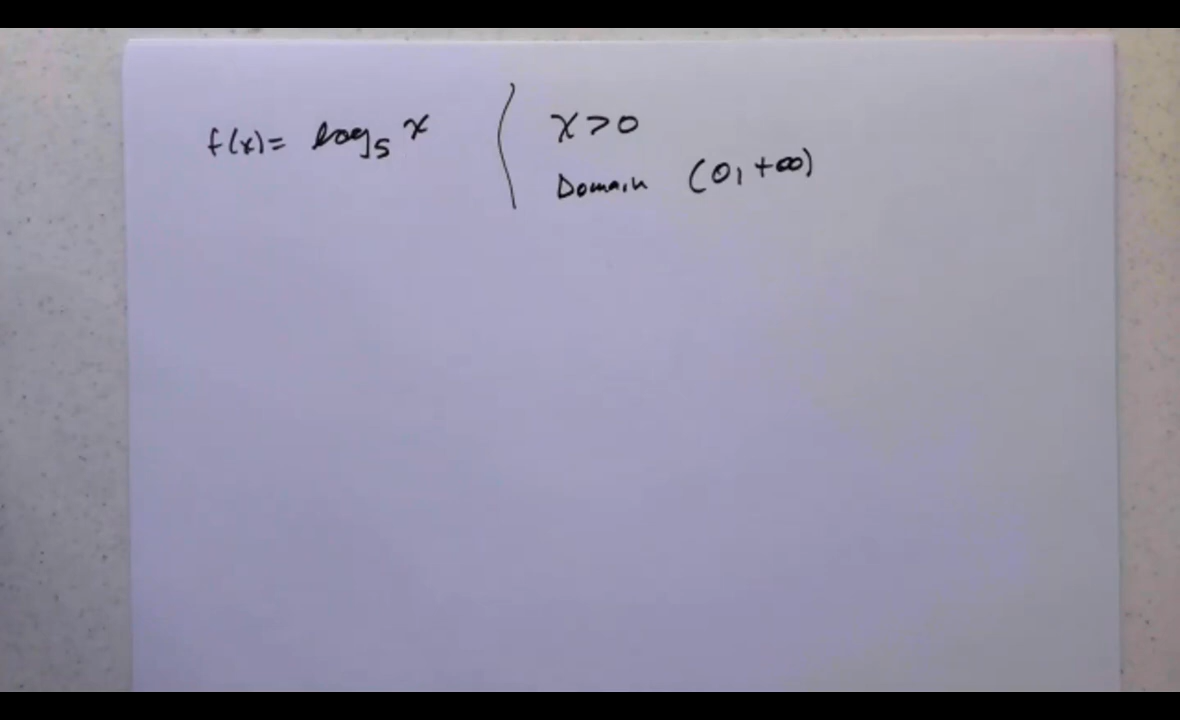 f(x) = log₅ x
x > 0
Domain (0, +∞)